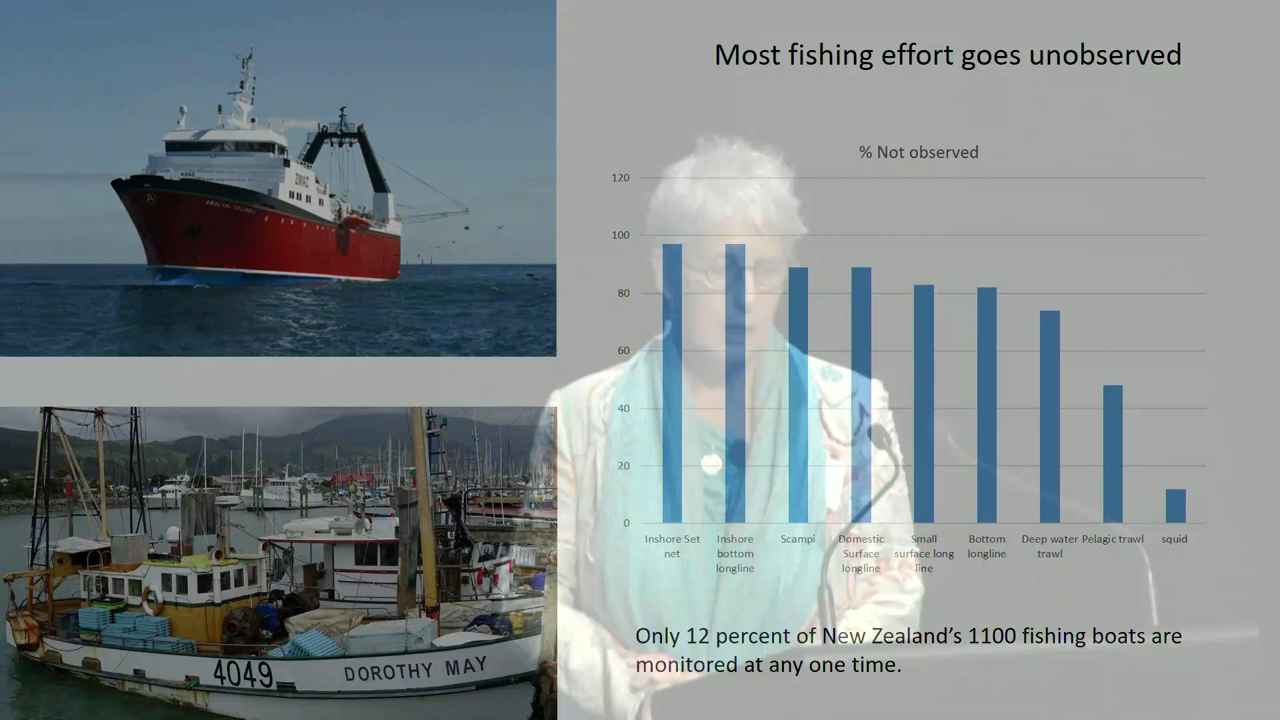 Most fishing effort goes unobserved
ZMAC
% Not observed
120
100
80
60
40
20
0
Inshore Set
net
Inshore
bottom
longline
Scampi
Domestic
Surface
longline
Small
surface long
line
Bottom
longline
Deep water
trawl
Pelagic trawl
squid
4049 DOROTHY MAY
Only 12 percent of New Zealand’s 1100 fishing boats are
monitored at any one time.